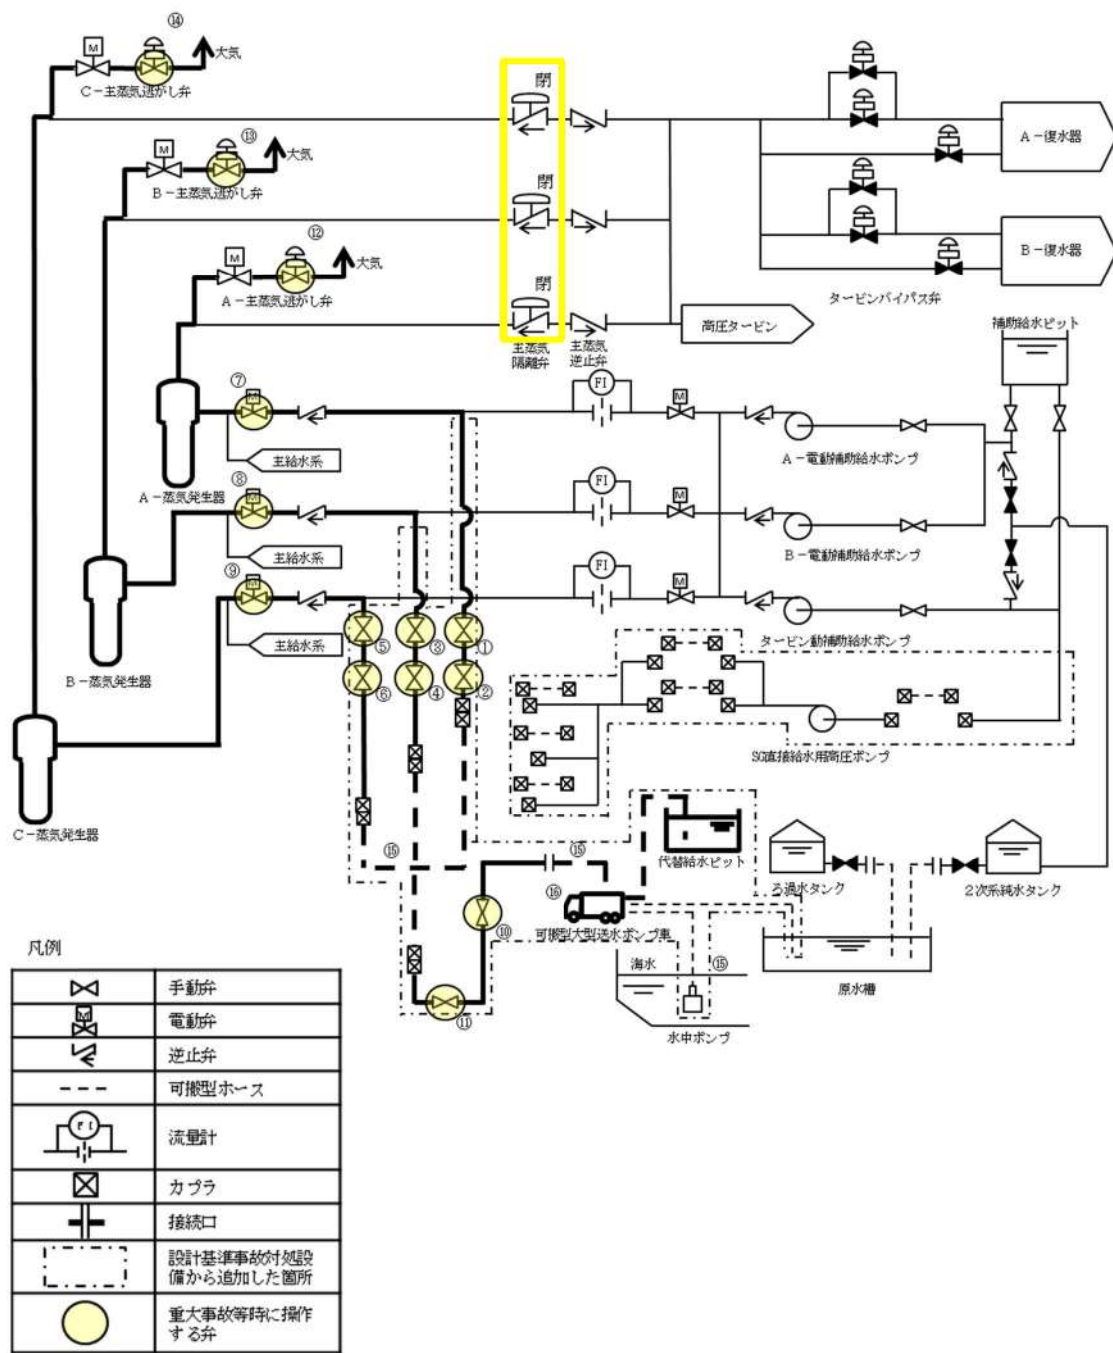 ⑭
M
大気
C-主蒸気逃がし弁
閉
⑬
M
大気
B-主蒸気逃がし弁
A-復水器
閉
⑫
M
大気
A-主蒸気逃がし弁
B-復水器
タービンバイパス弁
閉
高圧タービン
補助給水ピット
主蒸気
隔離弁
主蒸気
逆止弁
⑦
M
FI
M
主給水系
A-電動補助給水ポンプ
A-蒸気発生器
⑧
M
FI
M
主給水系
B-電動補助給水ポンプ
⑨
M
FI
M
主給水系
タービン動補助給水ポンプ
B-蒸気発生器
⑤
③
①
⑥
④
②
SG直接給水用高圧ポンプ
C-蒸気発生器
⑮
⑮
代替給水ピット
ろ過水タンク
2次系純水タンク
⑯
可搬型大型送水ポンプ車
⑩
海水
⑮
原水槽
⑪
水中ポンプ
凡例
手動弁
M
電動弁
逆止弁
可搬型ホース
FI
流量計
カプラ
接続口
設計基準事故対処設
備から追加した箇所
重大事故等時に操作
する弁